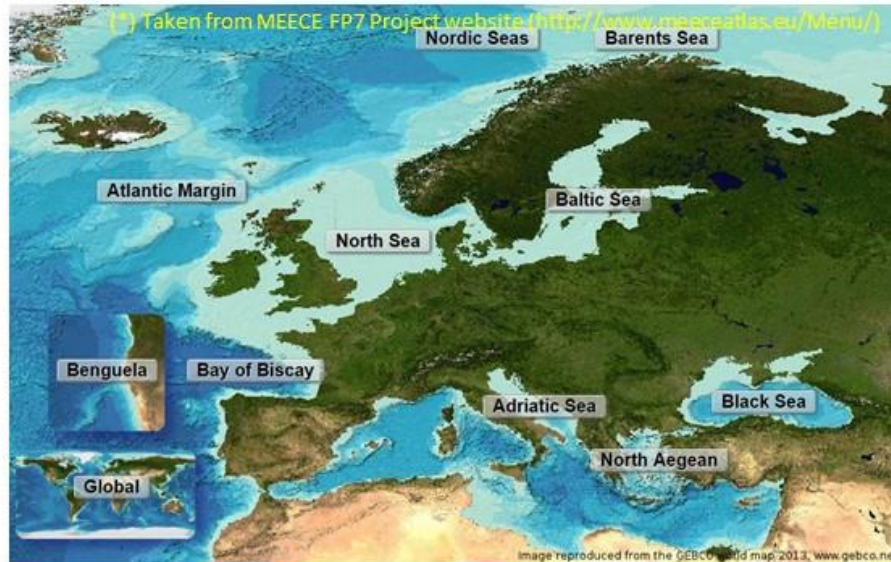 (*) Taken from MEECE FP7 Project website (http://www.meeceatlas.eu/Menu/)
Nordic Seas
Barents Sea
Atlantic Margin
Baltic Sea
North Sea
Benguela
Bay of Biscay
Adriatic Sea
Black Sea
North Aegean
Global
Image reproduced from the GEBCO world map 2013, www.gebco.ne